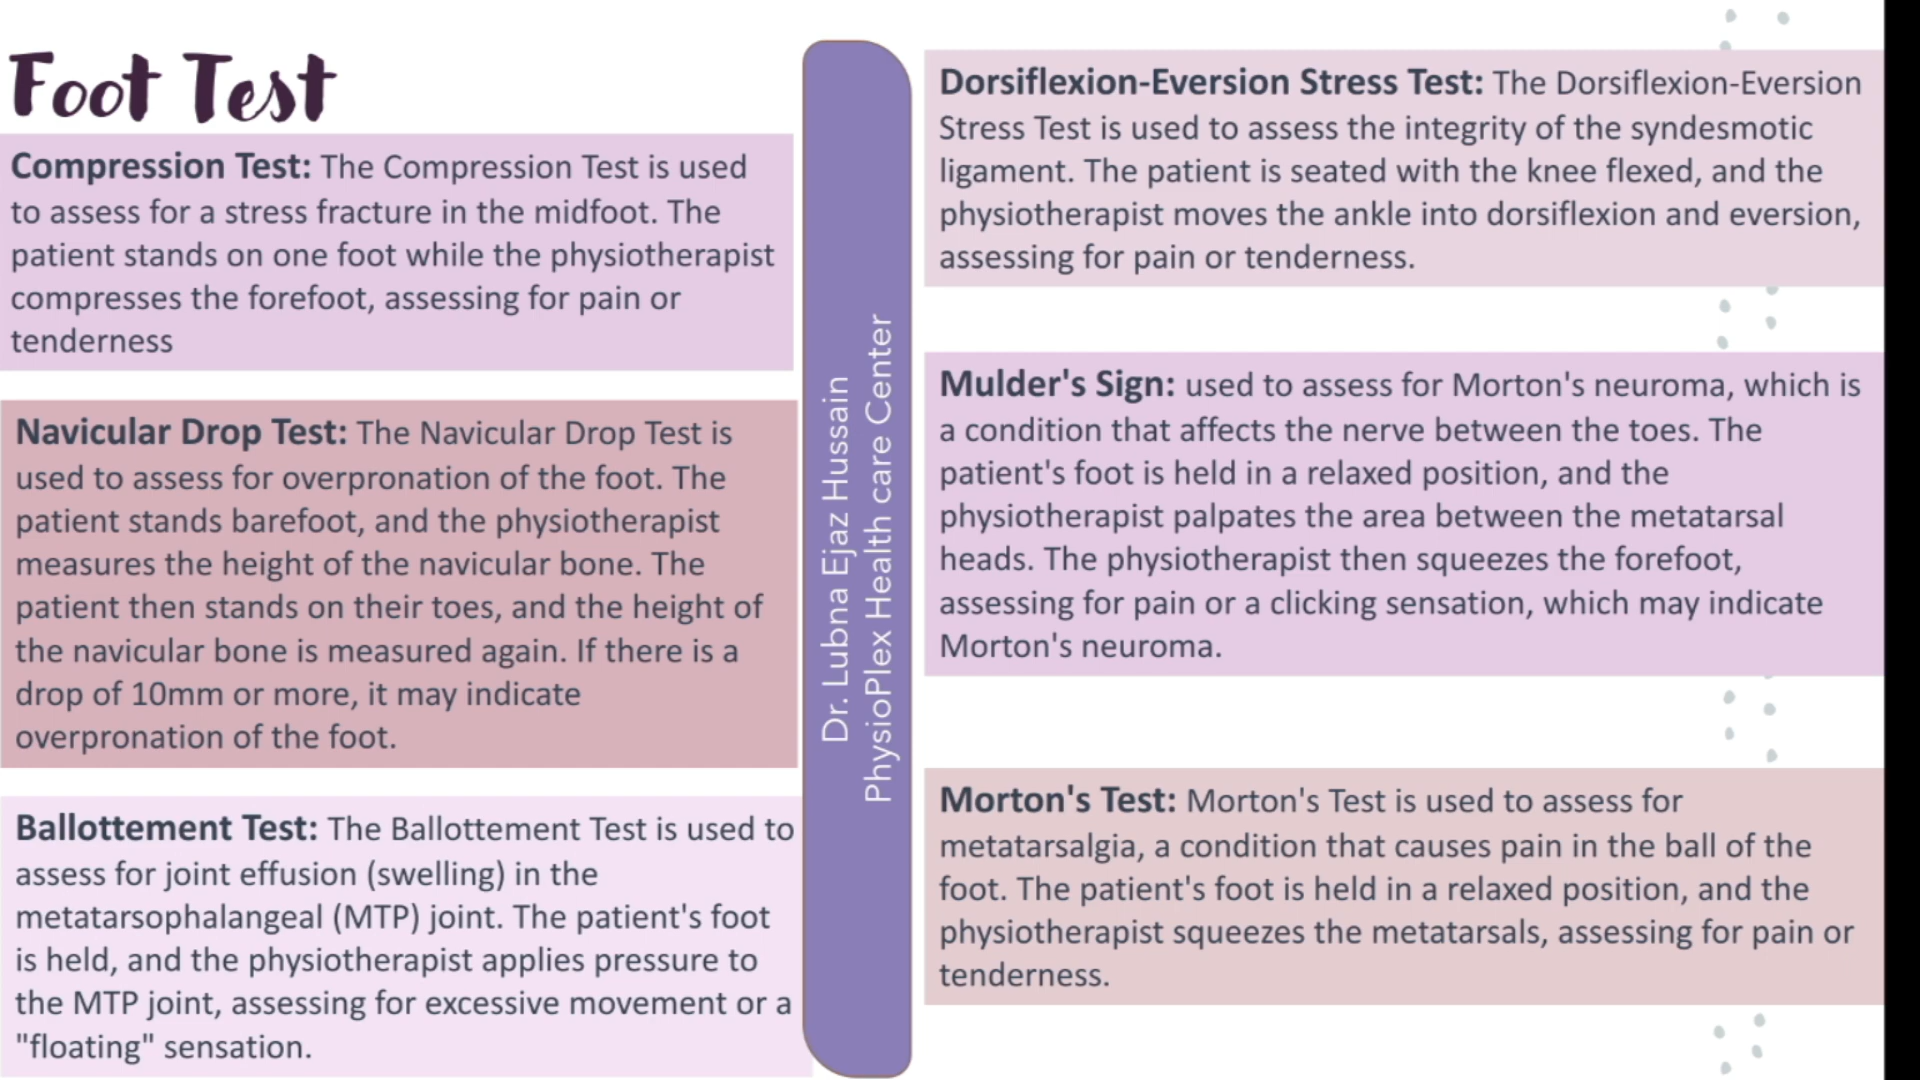 Foot Test
Compression Test: The Compression Test is used
to assess for a stress fracture in the midfoot. The
patient stands on one foot while the physiotherapist
compresses the forefoot, assessing for pain or
tenderness
Navicular Drop Test: The Navicular Drop Test is
used to assess for overpronation of the foot. The
patient stands barefoot, and the physiotherapist
measures the height of the navicular bone. The
patient then stands on their toes, and the height of
the navicular bone is measured again. If there is a
drop of 10mm or more, it may indicate
overpronation of the foot.
Ballottement Test: The Ballottement Test is used to
assess for joint effusion (swelling) in the
metatarsophalangeal (MTP) joint. The patient's foot
is held, and the physiotherapist applies pressure to
the MTP joint, assessing for excessive movement or a
"floating" sensation.
Dr. Lubna Ejaz Hussain
PhysioPlex Health care Center
Dorsiflexion-Eversion Stress Test: The Dorsiflexion-Eversion
Stress Test is used to assess the integrity of the syndesmotic
ligament. The patient is seated with the knee flexed, and the
physiotherapist moves the ankle into dorsiflexion and eversion,
assessing for pain or tenderness.
Mulder's Sign: used to assess for Morton's neuroma, which is
a condition that affects the nerve between the toes. The
patient's foot is held in a relaxed position, and the
physiotherapist palpates the area between the metatarsal
heads. The physiotherapist then squeezes the forefoot,
assessing for pain or a clicking sensation, which may indicate
Morton's neuroma.
Morton's Test: Morton's Test is used to assess for
metatarsalgia, a condition that causes pain in the ball of the
foot. The patient's foot is held in a relaxed position, and the
physiotherapist squeezes the metatarsals, assessing for pain or
tenderness.